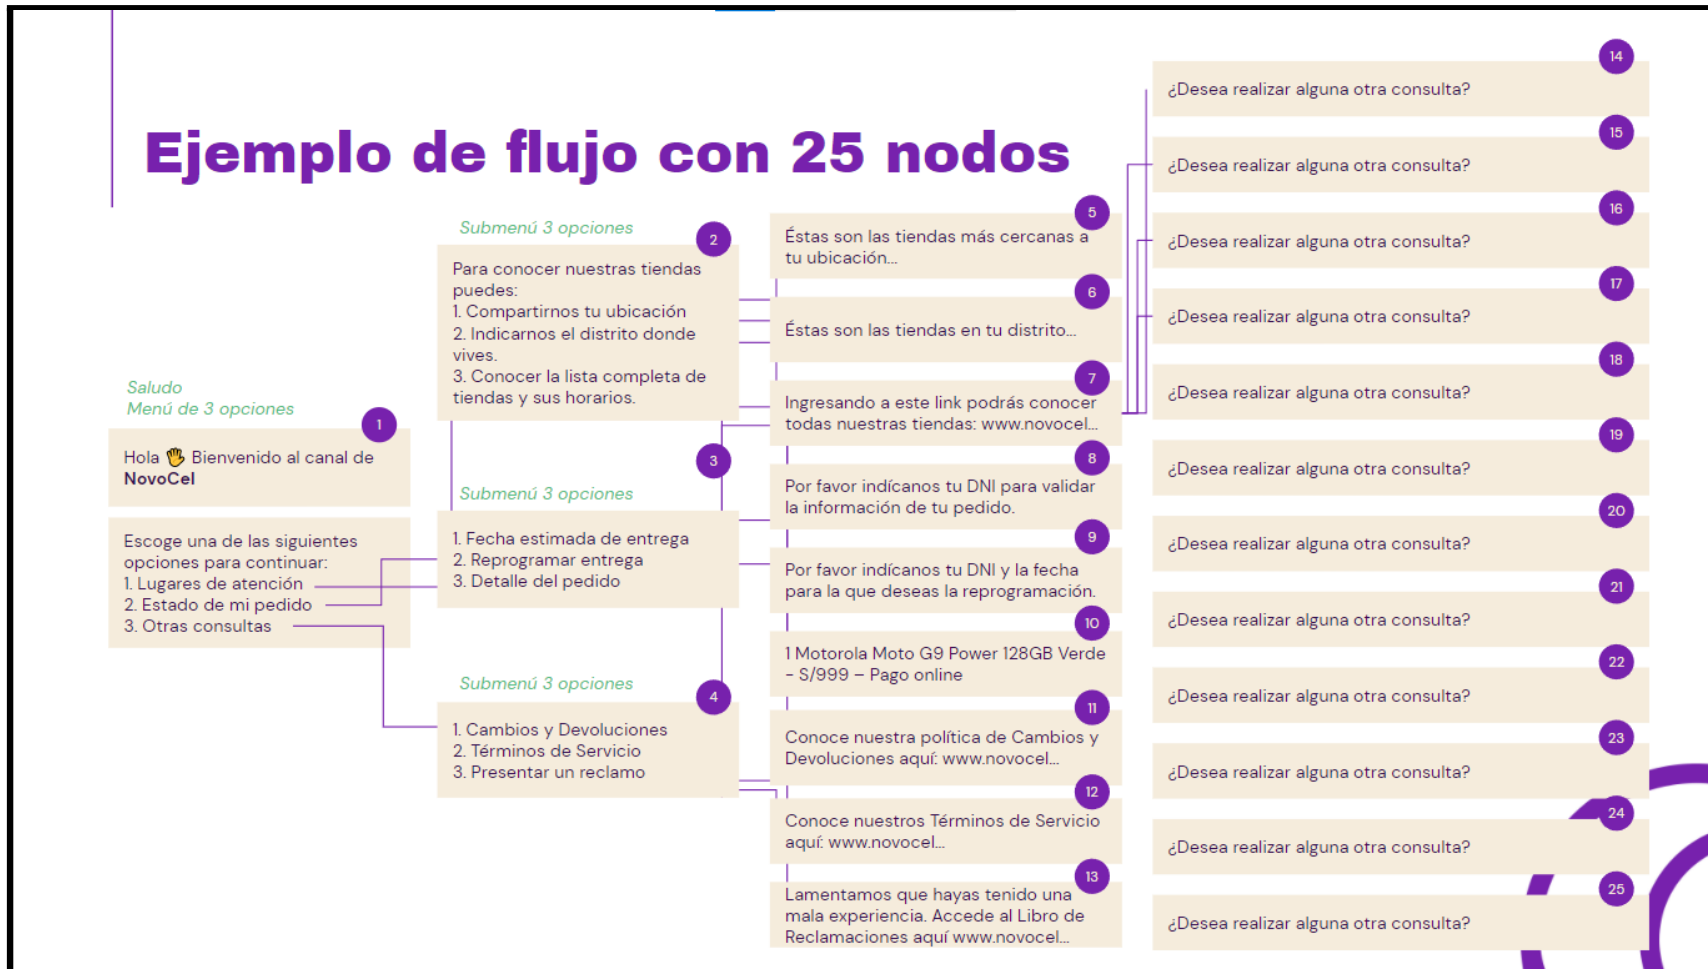 Ejemplo de flujo con 25 nodos
Saludo
Menú de 3 opciones
1
Hola 👋 Bienvenido al canal de
NovoCel
Escoge una de las siguientes
opciones para continuar:
1. Lugares de atención
2. Estado de mi pedido
3. Otras consultas
Submenú 3 opciones
2
Para conocer nuestras tiendas
puedes:
1. Compartirnos tu ubicación
2. Indicarnos el distrito donde
vives.
3. Conocer la lista completa de
tiendas y sus horarios.
3
Submenú 3 opciones
1. Fecha estimada de entrega
2. Reprogramar entrega
3. Detalle del pedido
Submenú 3 opciones
4
1. Cambios y Devoluciones
2. Términos de Servicio
3. Presentar un reclamo
5
Éstas son las tiendas más cercanas a
tu ubicación...
6
Éstas son las tiendas en tu distrito...
7
Ingresando a este link podrás conocer
todas nuestras tiendas: www.novocel...
8
Por favor indícanos tu DNI para validar
la información de tu pedido.
9
Por favor indícanos tu DNI y la fecha
para la que deseas la reprogramación.
10
1 Motorola Moto G9 Power 128GB Verde
- S/999 – Pago online
11
Conoce nuestra política de Cambios y
Devoluciones aquí: www.novocel...
12
Conoce nuestros Términos de Servicio
aquí: www.novocel...
13
Lamentamos que hayas tenido una
mala experiencia. Accede al Libro de
Reclamaciones aquí www.novocel...
14
¿Desea realizar alguna otra consulta?
15
¿Desea realizar alguna otra consulta?
16
¿Desea realizar alguna otra consulta?
17
¿Desea realizar alguna otra consulta?
18
¿Desea realizar alguna otra consulta?
19
¿Desea realizar alguna otra consulta?
20
¿Desea realizar alguna otra consulta?
21
¿Desea realizar alguna otra consulta?
22
¿Desea realizar alguna otra consulta?
23
¿Desea realizar alguna otra consulta?
24
¿Desea realizar alguna otra consulta?
25
¿Desea realizar alguna otra consulta?